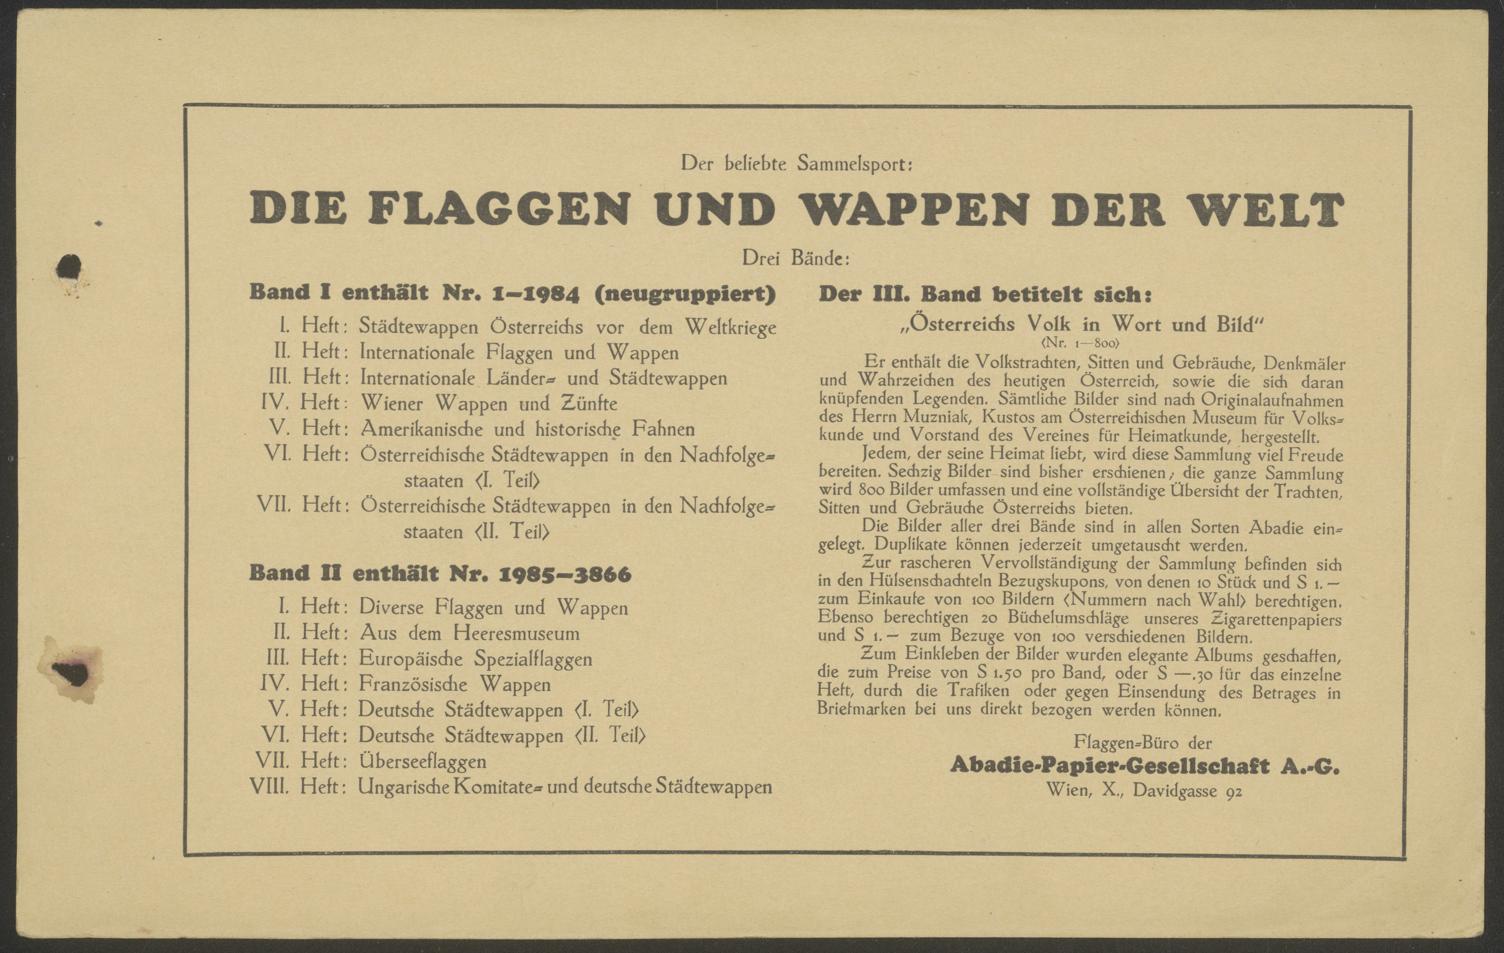 Der beliebte Sammelsport:
DIE FLAGGEN UND WAPPEN DER WELT
Drei Bände:
Band I enthält Nr. 1—1984 (neugruppiert)
I. Heft: Städtewappen Österreichs vor dem Weltkriege
II. Heft: Internationale Flaggen und Wappen
III. Heft: Internationale Länder- und Städtewappen
IV. Heft: Wiener Wappen und Zünfte
V. Heft: Amerikanische und historische Fahnen
VI. Heft: Österreichische Städtewappen in den Nachfolge-
staaten (I. Teil)
VII. Heft: Österreichische Städtewappen in den Nachfolge-
staaten (II. Teil)
Band II enthält Nr. 1985—3866
I. Heft: Diverse Flaggen und Wappen
II. Heft: Aus dem Heeresmuseum
III. Heft: Europäische Spezialflaggen
IV. Heft: Französische Wappen
V. Heft: Deutsche Städtewappen (I. Teil)
VI. Heft: Deutsche Städtewappen (II. Teil)
VII. Heft: Überseeflaggen
VIII. Heft: Ungarische Komitate- und deutsche Städtewappen
Der III. Band betitelt sich:
„Österreichs Volk in Wort und Bild“
(Nr. 1—800)
Er enthält die Volkstrachten, Sitten und Gebräuche, Denkmäler
und Wahrzeichen des heutigen Österreich, sowie die sich daran
knüpfenden Legenden. Sämtliche Bilder sind nach Originalaufnahmen
des Herrn Muzniak, Kustos am Österreichischen Museum für Volks-
kunde und Vorstand des Vereines für Heimatkunde, hergestellt.
Jedem, der seine Heimat liebt, wird diese Sammlung viel Freude
bereiten. Sechzig Bilder sind bisher erschienen; die ganze Sammlung
wird 800 Bilder umfassen und eine vollständige Übersicht der Trachten,
Sitten und Gebräuche Österreichs bieten.
Die Bilder aller drei Bände sind in allen Sorten Abadie ein-
gelegt. Duplikate können jederzeit umgetauscht werden.
Zur rascheren Vervollständigung der Sammlung befinden sich
in den Hülsenschachteln Bezugskupons, von denen 10 Stück und S 1.—
zum Einkaufe von 100 Bildern (Nummern nach Wahl) berechtigen.
Ebenso berechtigen 20 Büchelumschläge unseres Zigarettenpapiers
und S 1.— zum Bezuge von 100 verschiedenen Bildern.
Zum Einkleben der Bilder wurden elegante Albums geschaffen,
die zum Preise von S 1.50 pro Band, oder S —.30 für das einzelne
Heft, durch die Trafiken oder gegen Einsendung des Betrages in
Briefmarken bei uns direkt bezogen werden können.
Flaggen-Büro der
Abadie-Papier-Gesellschaft A.-G.
Wien, X., Davidgasse 92